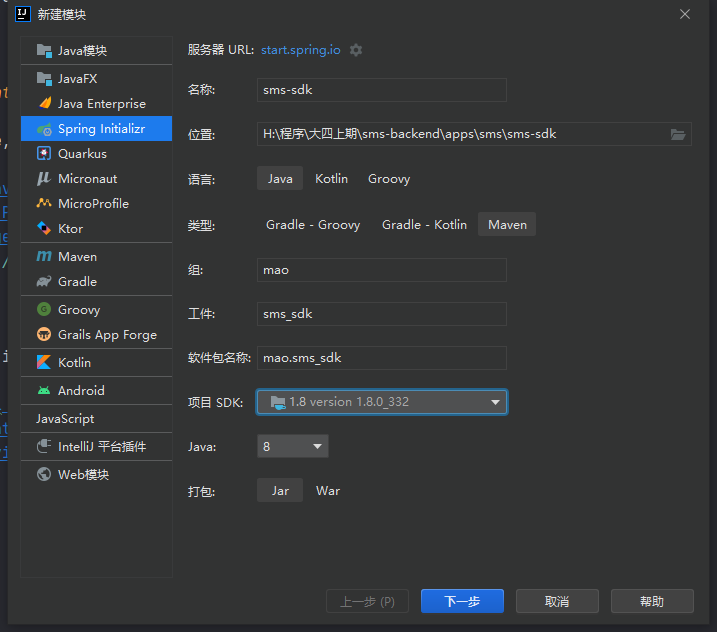 新建模块
Java模块
JavaFX
Java Enterprise
Spring Initializr
Quarkus
Micronaut
MicroProfile
Ktor
Maven
Gradle
Groovy
Grails App Forge
Kotlin
Android
JavaScript
IntelliJ 平台插件
Web模块
服务器 URL: start.spring.io
名称: sms-sdk
位置: H:\程序\大四上期\sms-backend\apps\sms\sms-sdk
语言: Java Kotlin Groovy
类型: Gradle - Groovy Gradle - Kotlin Maven
组: mao
工件: sms_sdk
软件包名称: mao.sms_sdk
项目 SDK: 1.8 version 1.8.0_332
Java: 8
打包: Jar War
上一步 (P) 下一步 取消 帮助